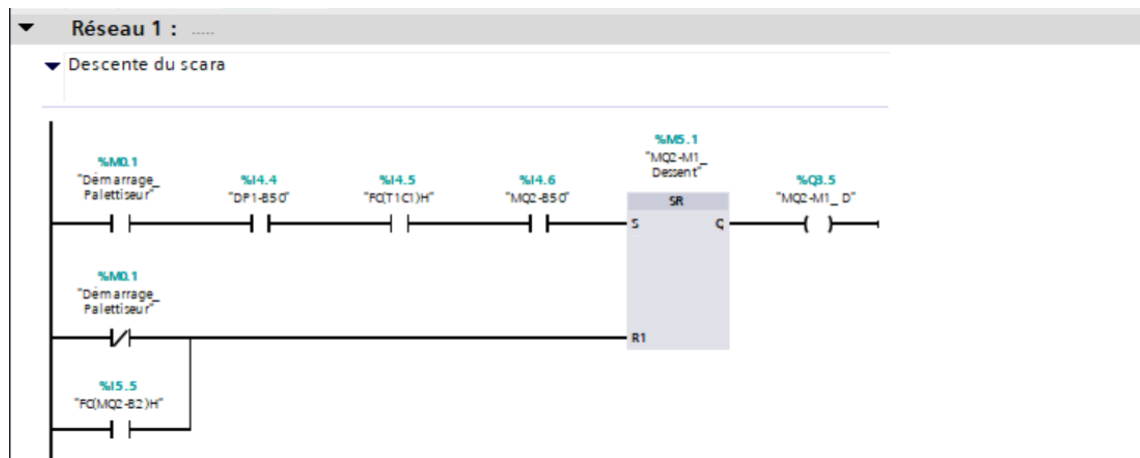 Réseau 1 : .....
Descente du scara
%M5.1
"MQ2-M1_
Dessent"
%M0.1
"Démarrage_
Palettiseur"
%I4.4
"DP1-B50"
%I4.5
"FC(T1C1)H"
%I4.6
"MQ2-B50"
SR
%Q3.5
"MQ2-M1_ D"
S
Q
%M0.1
"Démarrage_
Palettiseur"
R1
%I5.5
"FC(MQ2-B2)H"